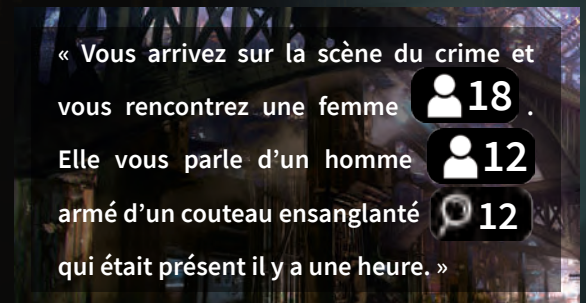 « Vous arrivez sur la scène du crime et
vous rencontrez une femme 18 .
Elle vous parle d’un homme 12
armé d’un couteau ensanglanté 12
qui était présent il y a une heure. »